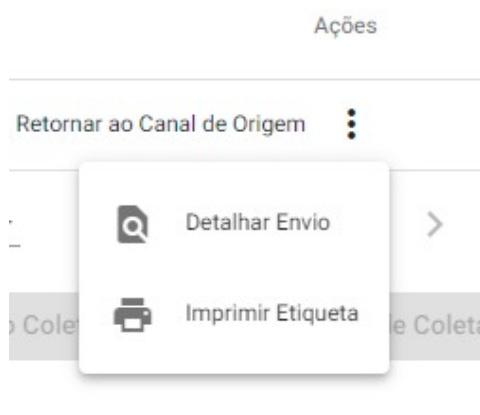 Ações
Retornar ao Canal de Origem
Detalhar Envio
Imprimir Etiqueta